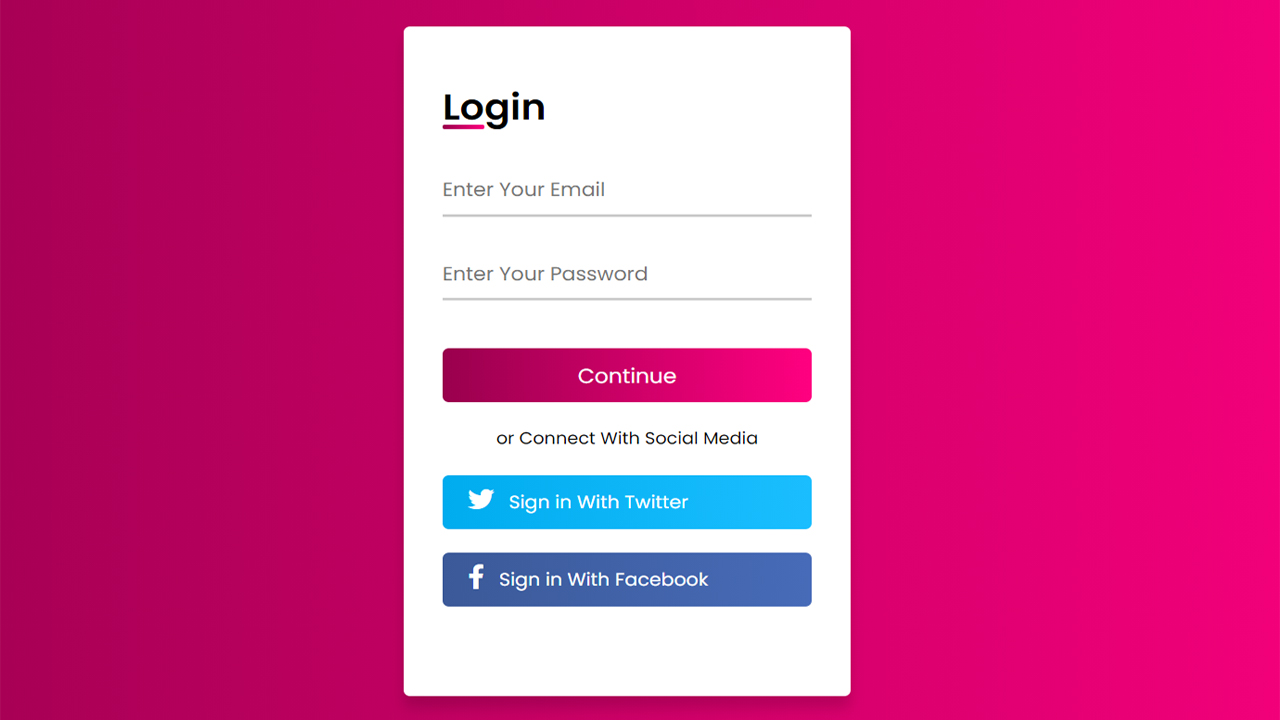 Login
Enter Your Email
Enter Your Password
Continue
or Connect With Social Media
Sign in With Twitter
Sign in With Facebook